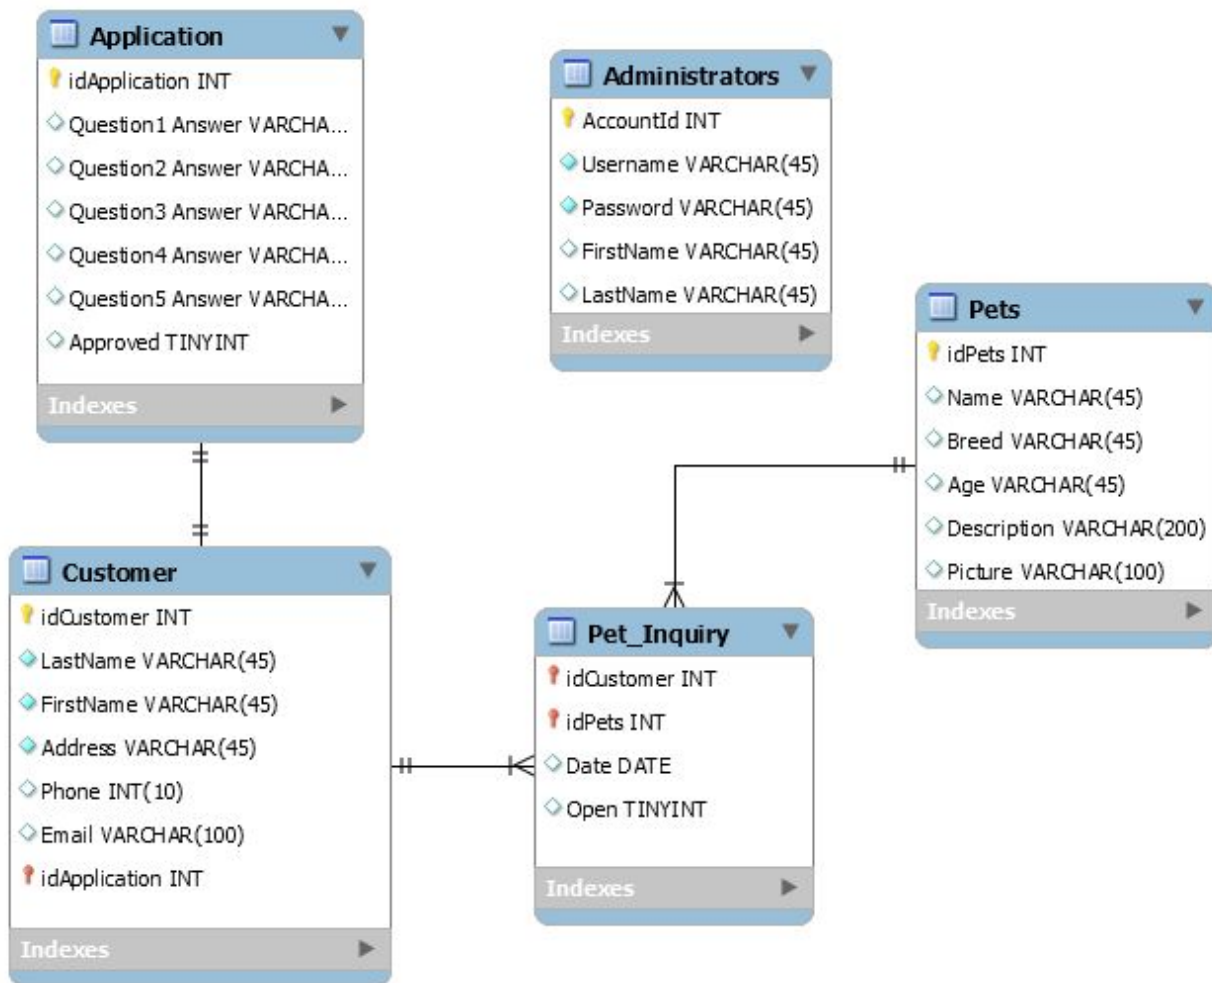 Application
idApplication INT
Question1 Answer VARCHA...
Question2 Answer VARCHA...
Question3 Answer VARCHA...
Question4 Answer VARCHA...
Question5 Answer VARCHA...
Approved TINYINT
Indexes
Administrators
AccountId INT
Username VARCHAR(45)
Password VARCHAR(45)
FirstName VARCHAR(45)
LastName VARCHAR(45)
Indexes
Pets
idPets INT
Name VARCHAR(45)
Breed VARCHAR(45)
Age VARCHAR(45)
Description VARCHAR(200)
Picture VARCHAR(100)
Indexes
Customer
idCustomer INT
LastName VARCHAR(45)
FirstName VARCHAR(45)
Address VARCHAR(45)
Phone INT(10)
Email VARCHAR(100)
idApplication INT
Indexes
Pet_Inquiry
idCustomer INT
idPets INT
Date DATE
Open TINYINT
Indexes